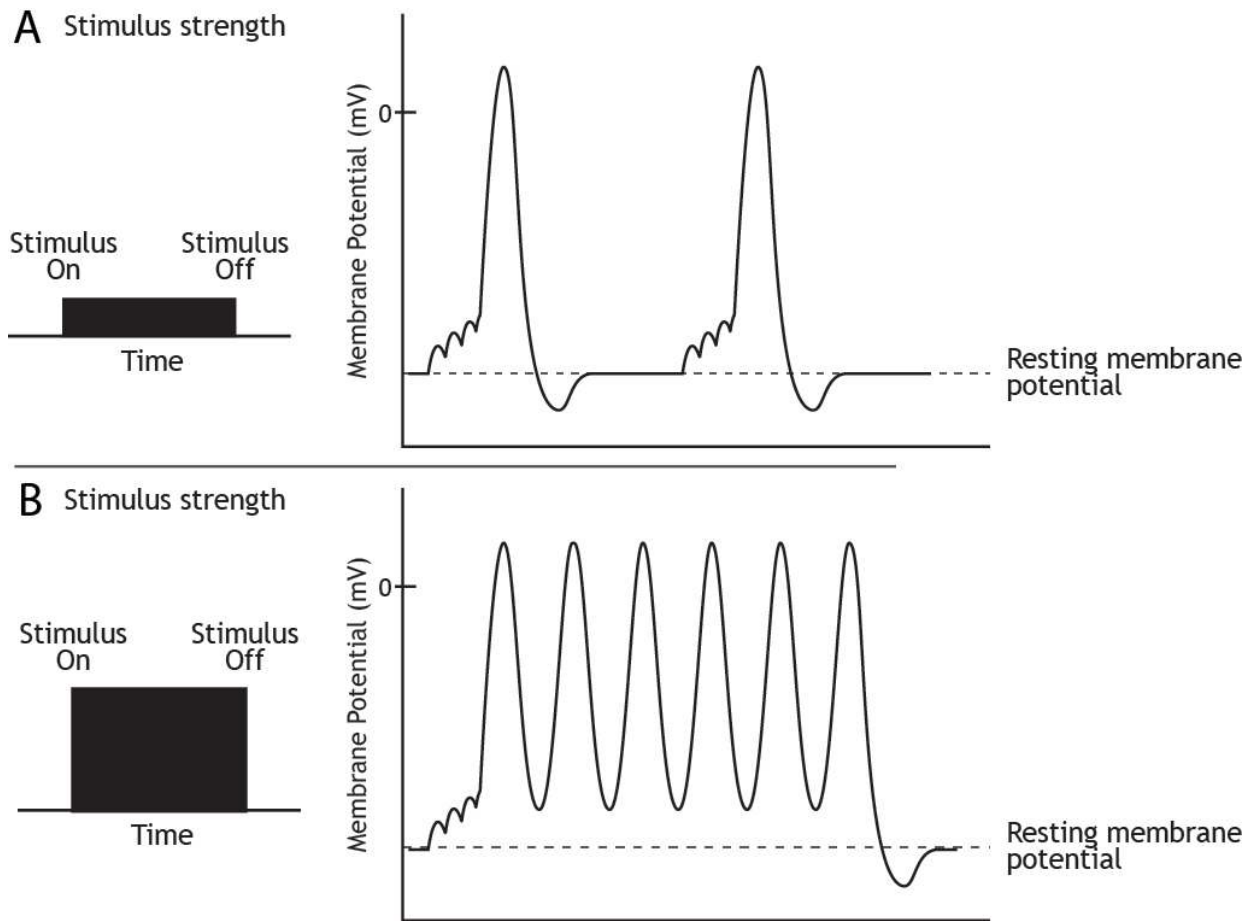 A Stimulus strength
Membrane Potential (mV)
0
Stimulus
On
Stimulus
Off
Time
Resting membrane
potential
B Stimulus strength
Membrane Potential (mV)
0
Stimulus
On
Stimulus
Off
Time
Resting membrane
potential